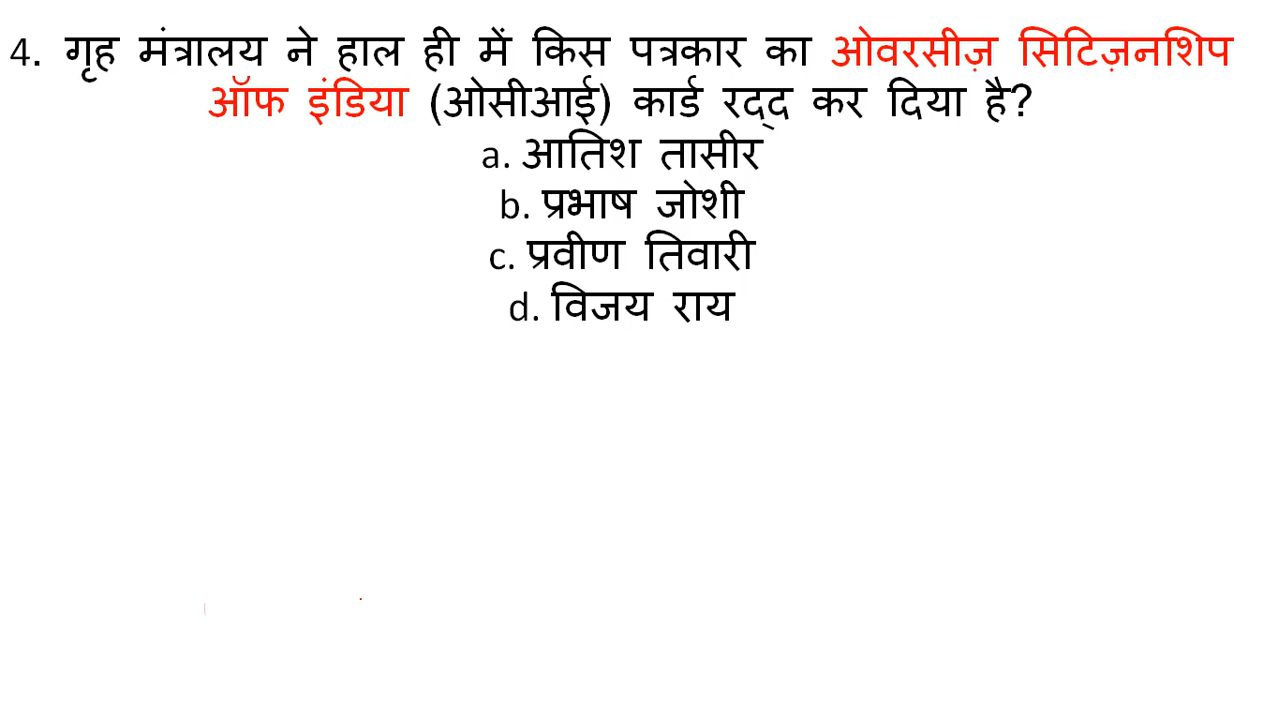 4. गृह मंत्रालय ने हाल ही में किस पत्रकार का ओवरसीज़ सिटिज़नशिप
ऑफ इंडिया (ओसीआई) कार्ड रद्द कर दिया है?
a. आतिश तासीर
b. प्रभाष जोशी
c. प्रवीण तिवारी
d. विजय राय